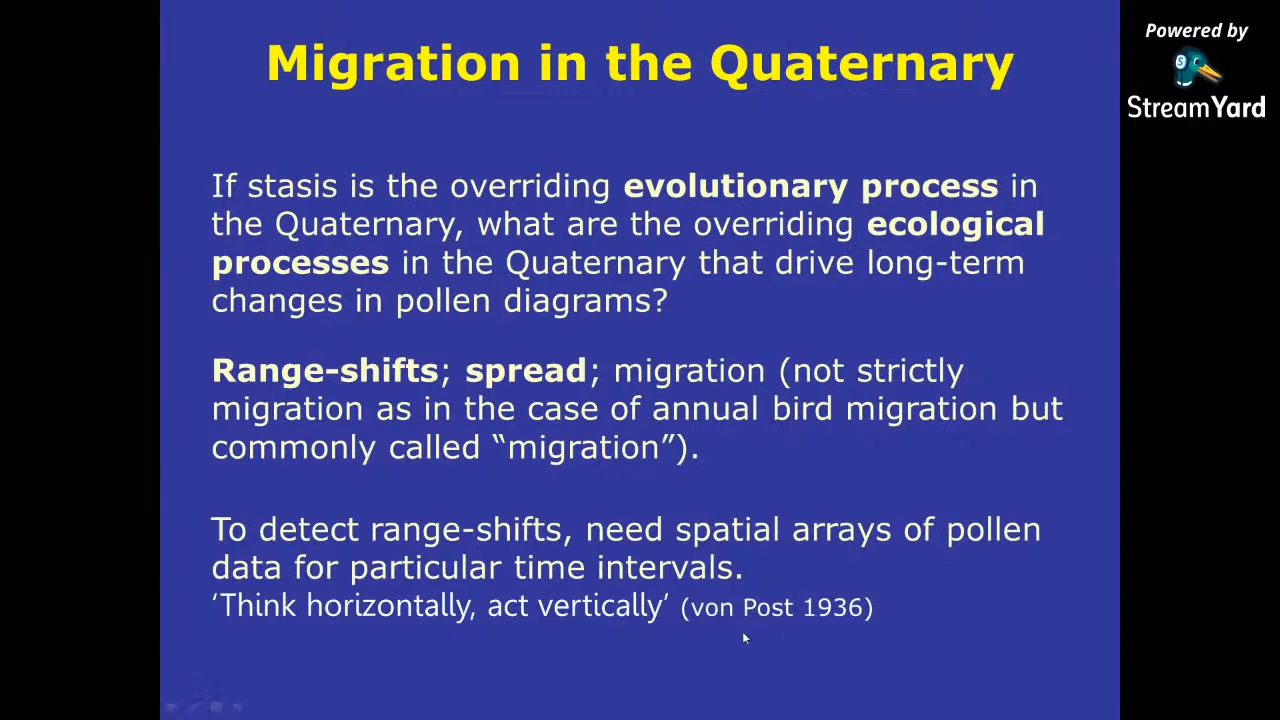 Migration in the Quaternary
Powered by
StreamYard
If stasis is the overriding evolutionary process in
the Quaternary, what are the overriding ecological
processes in the Quaternary that drive long-term
changes in pollen diagrams?
Range-shifts; spread; migration (not strictly
migration as in the case of annual bird migration but
commonly called “migration”).
To detect range-shifts, need spatial arrays of pollen
data for particular time intervals.
‘Think horizontally, act vertically’ (von Post 1936)